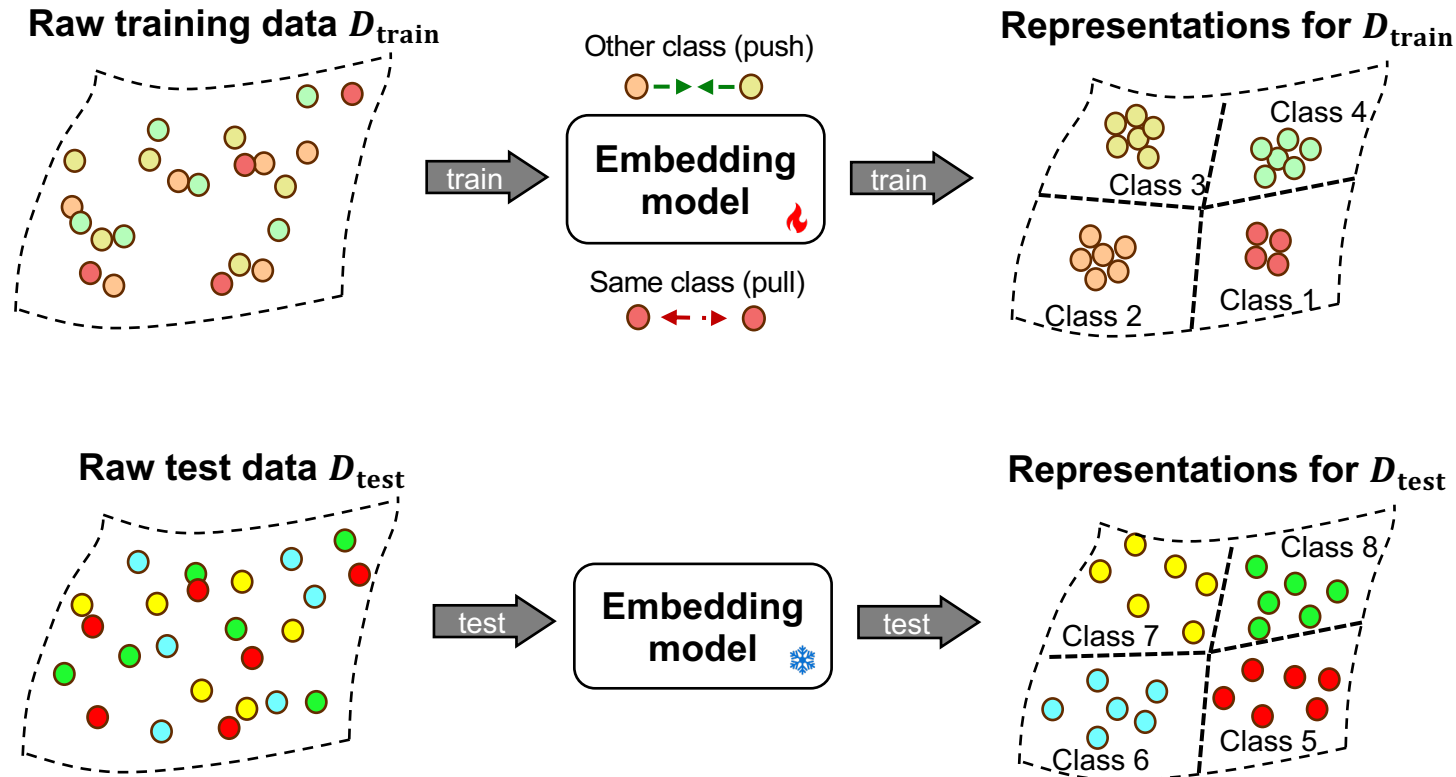 Raw training data D_train
Other class (push)
Representations for D_train
train
Embedding
model
train
Class 3
Class 4
Same class (pull)
Class 2
Class 1
Raw test data D_test
Representations for D_test
test
Embedding
model
test
Class 7
Class 8
Class 6
Class 5